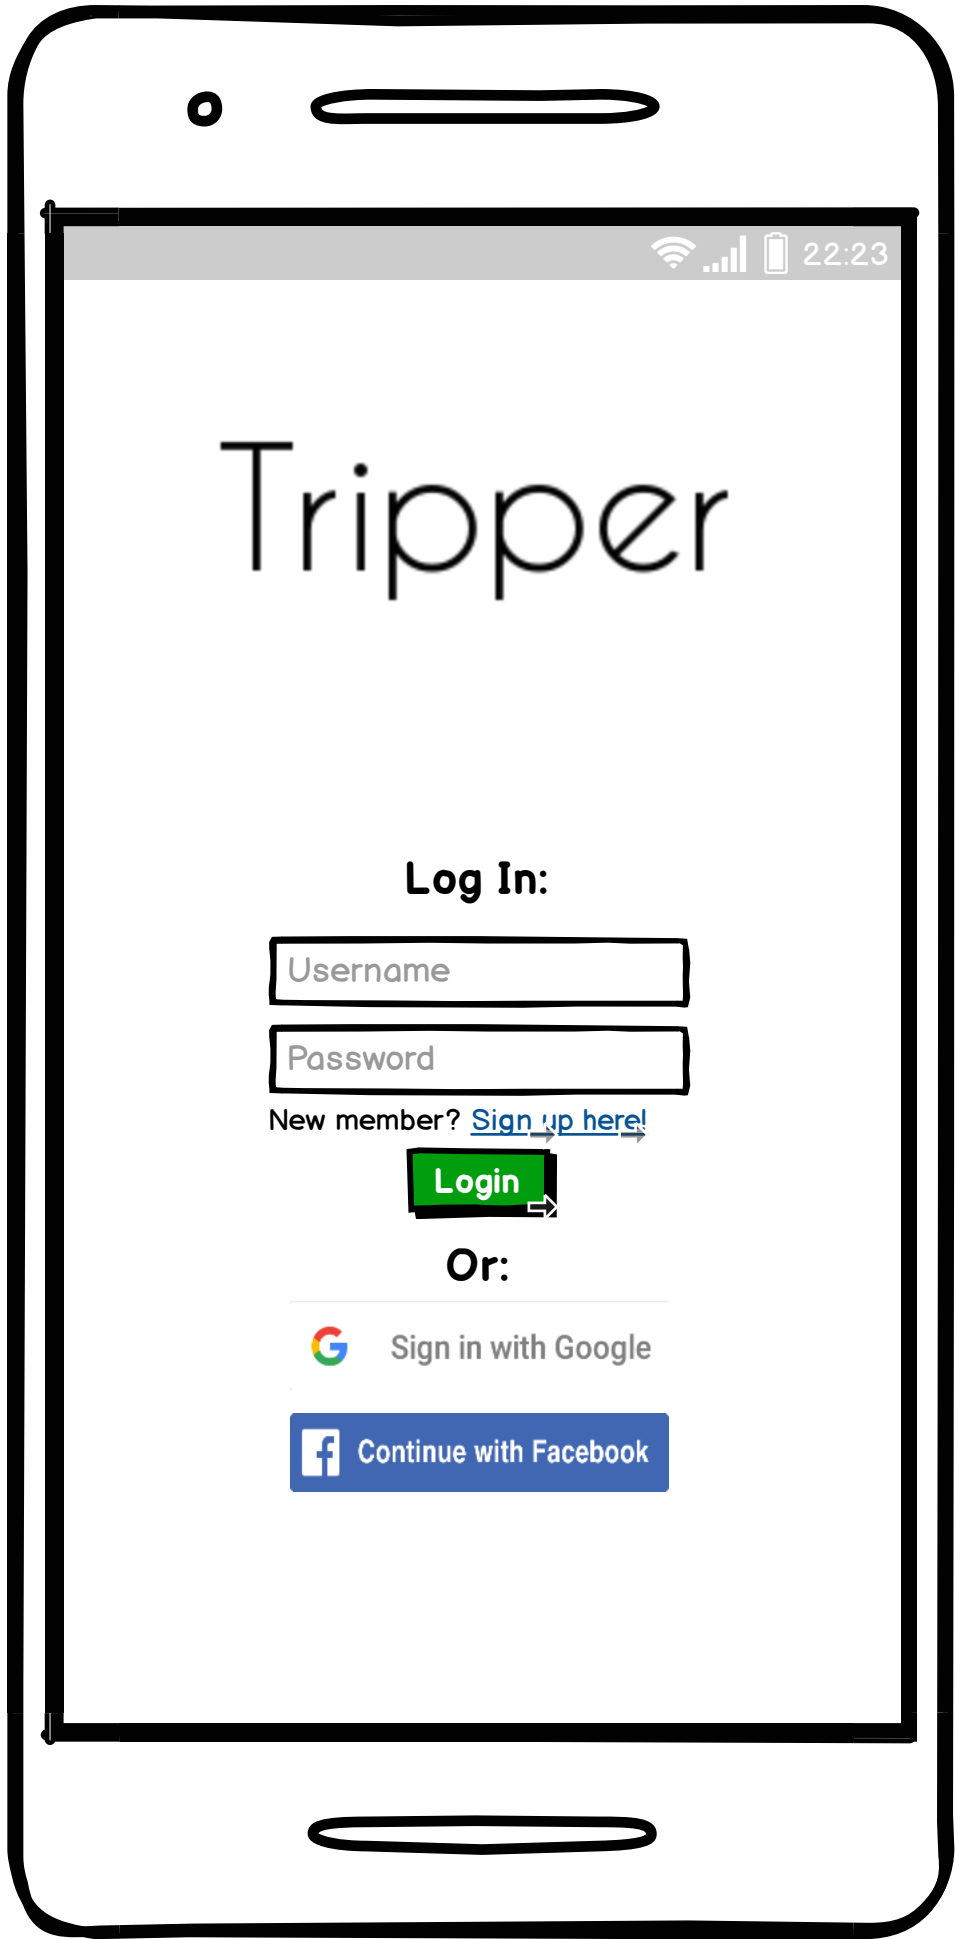 22:23
Tripper
Log In:
Username
Password
New member? Sign up here!
Login
Or:
Sign in with Google
Continue with Facebook